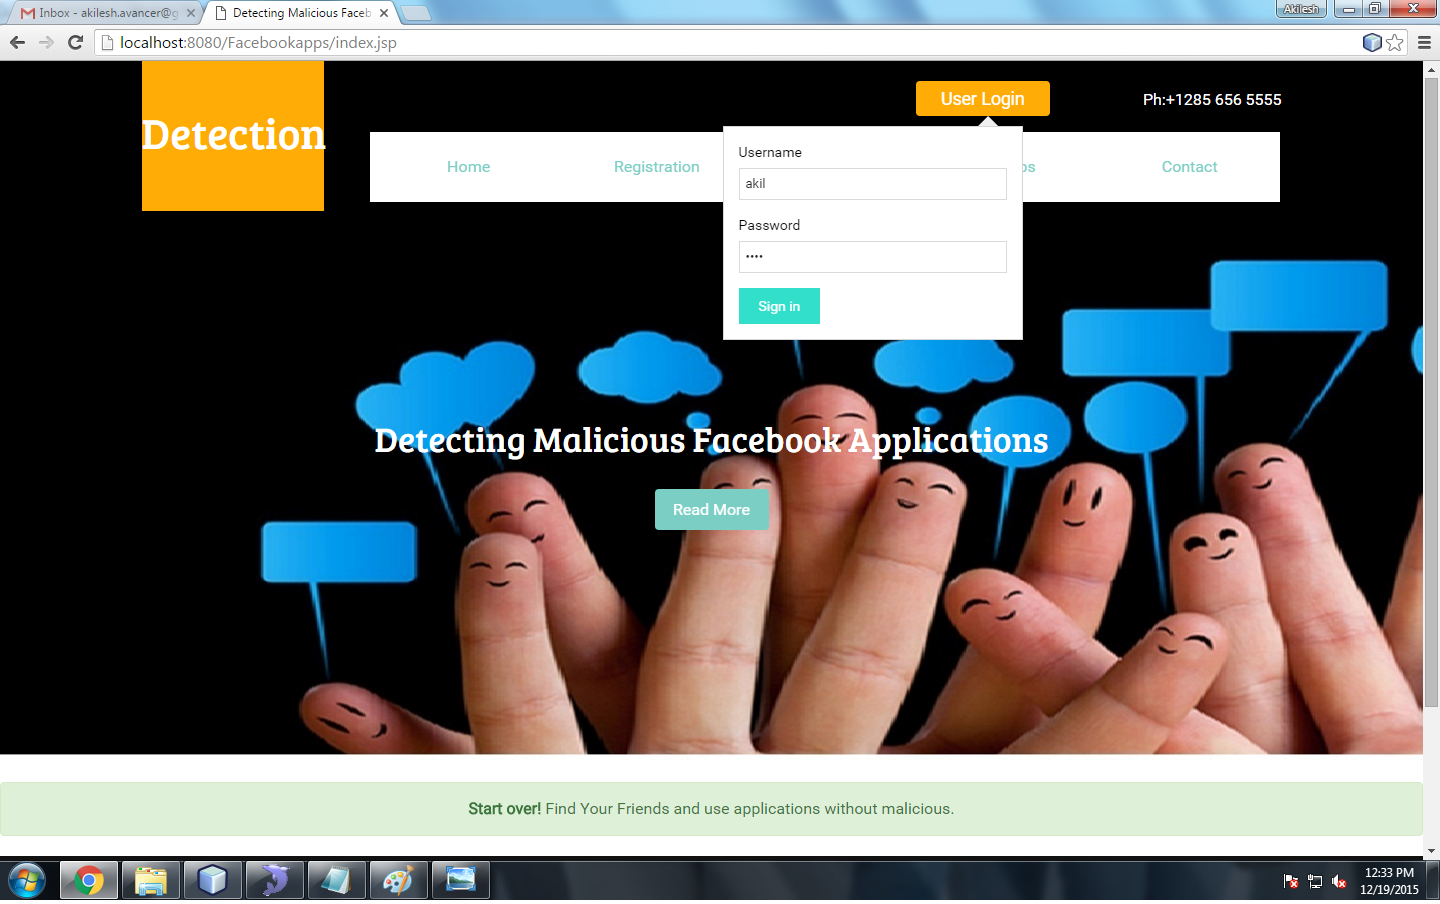 Inbox - akilesh.avancer@g
Detecting Malicious Faceb
Akilesh
localhost:8080/Facebookapps/index.jsp
Detection
User Login
Ph:+1285 656 5555
Home
Registration
ps
Contact
Username
akil
Password
••••
Sign in
Detecting Malicious Facebook Applications
Read More
Start over! Find Your Friends and use applications without malicious.
12:33 PM
12/19/2015